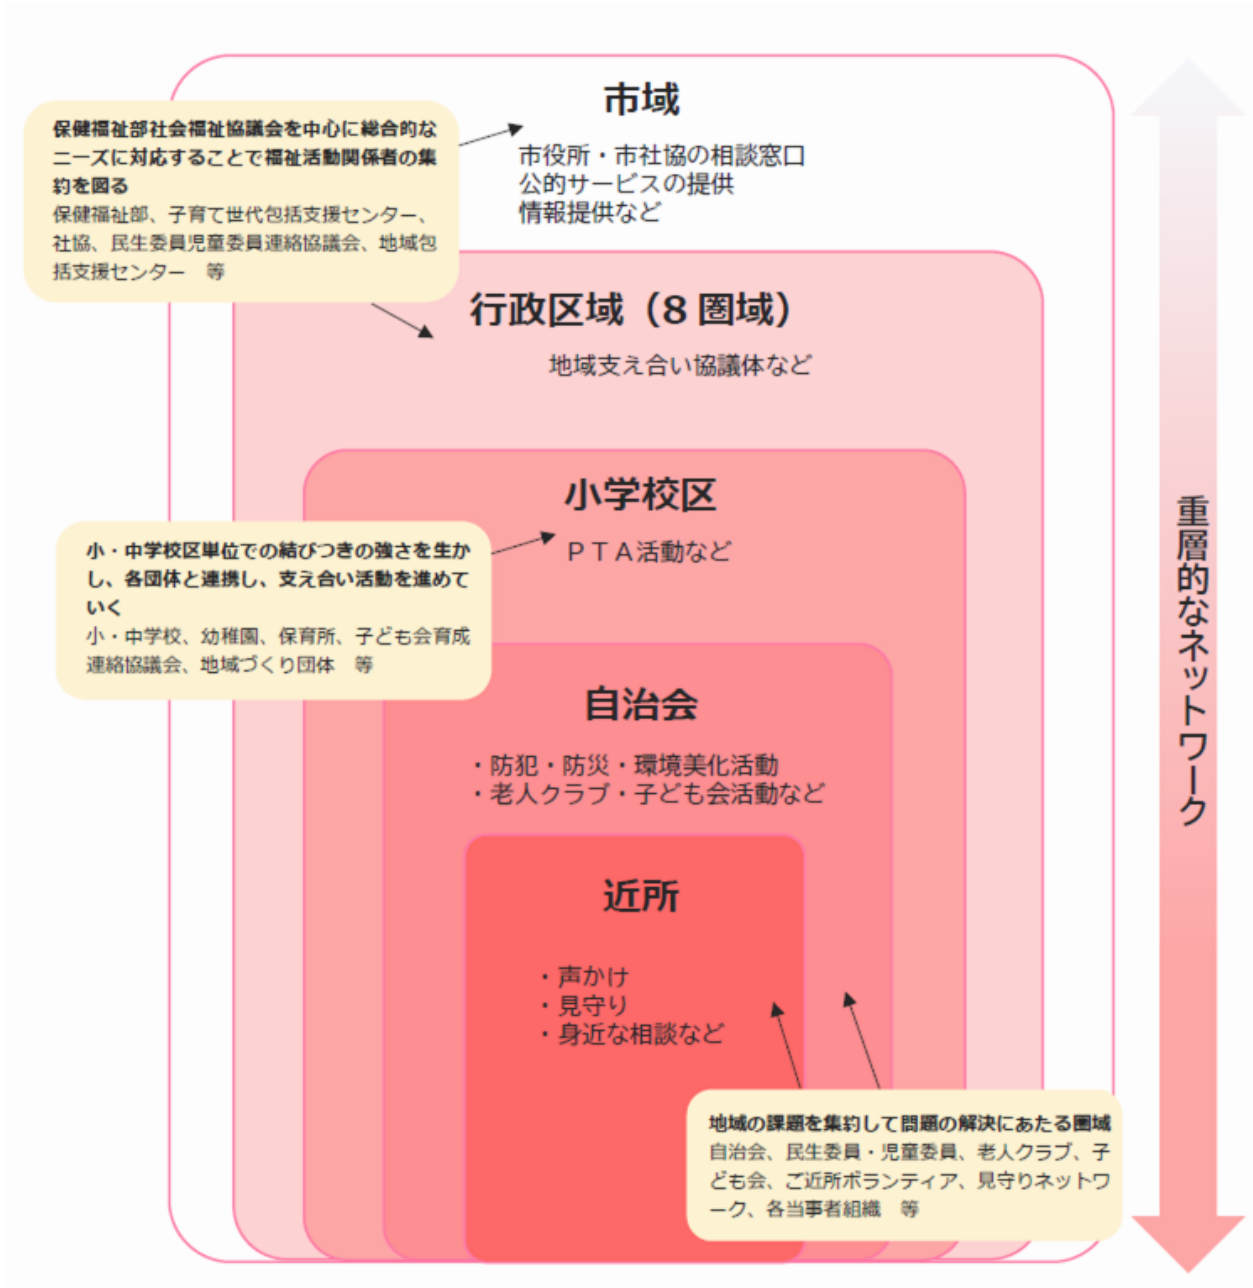 市域
保健福祉部社会福祉協議会を中心に総合的な
ニーズに対応することで福祉活動関係者の集
約を図る
保健福祉部、子育て世代包括支援センター、
社協、民生委員児童委員連絡協議会、地域包
括支援センター　等
市役所・市社協の相談窓口
公的サービスの提供
情報提供など
行政区域（8 圏域）
地域支え合い協議体など
小学校区
ＰＴＡ活動など
小・中学校区単位での結びつきの強さを生か
し、各団体と連携し、支え合い活動を進めて
いく
小・中学校、幼稚園、保育所、子ども会育成
連絡協議会、地域づくり団体　等
自治会
・防犯・防災・環境美化活動
・老人クラブ・子ども会活動など
近所
・声かけ
・見守り
・身近な相談など
地域の課題を集約して問題の解決にあたる圏域
自治会、民生委員・児童委員、老人クラブ、子
ども会、ご近所ボランティア、見守りネットワ
ーク、各当事者組織　等
重層的なネットワーク